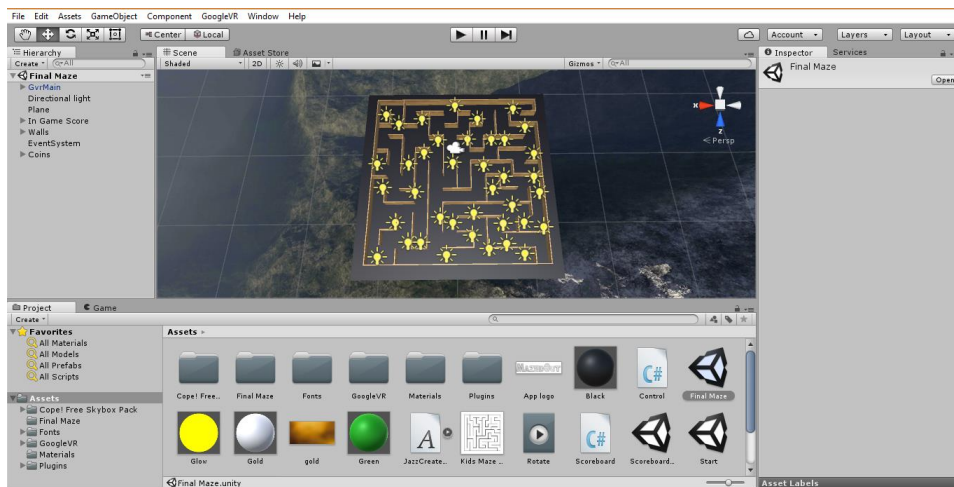 File Edit Assets GameObject Component GoogleVR Window Help
Center Local Account Layers Layout
Hierarchy Scene Asset Store Inspector Services
Create All Shaded 2D Gizmos All Final Maze
Final Maze Open
GvrMain
Directional light
Plane
In Game Score
Walls
EventSystem
Coins
x
z
Persp
Project Game
Create
Favorites Assets
All Materials
All Models
All Prefabs
All Scripts
Cope! Free... Final Maze Fonts GoogleVR Materials Plugins App logo Black Control Final Maze
Assets
Cope! Free Skybox Pack
Final Maze
Fonts
GoogleVR
Materials
Plugins
C#
A C#
Glow Gold gold Green JazzCreate... Kids Maze ... Rotate Scoreboard Scoreboard... Start
Final Maze.unity Asset Labels